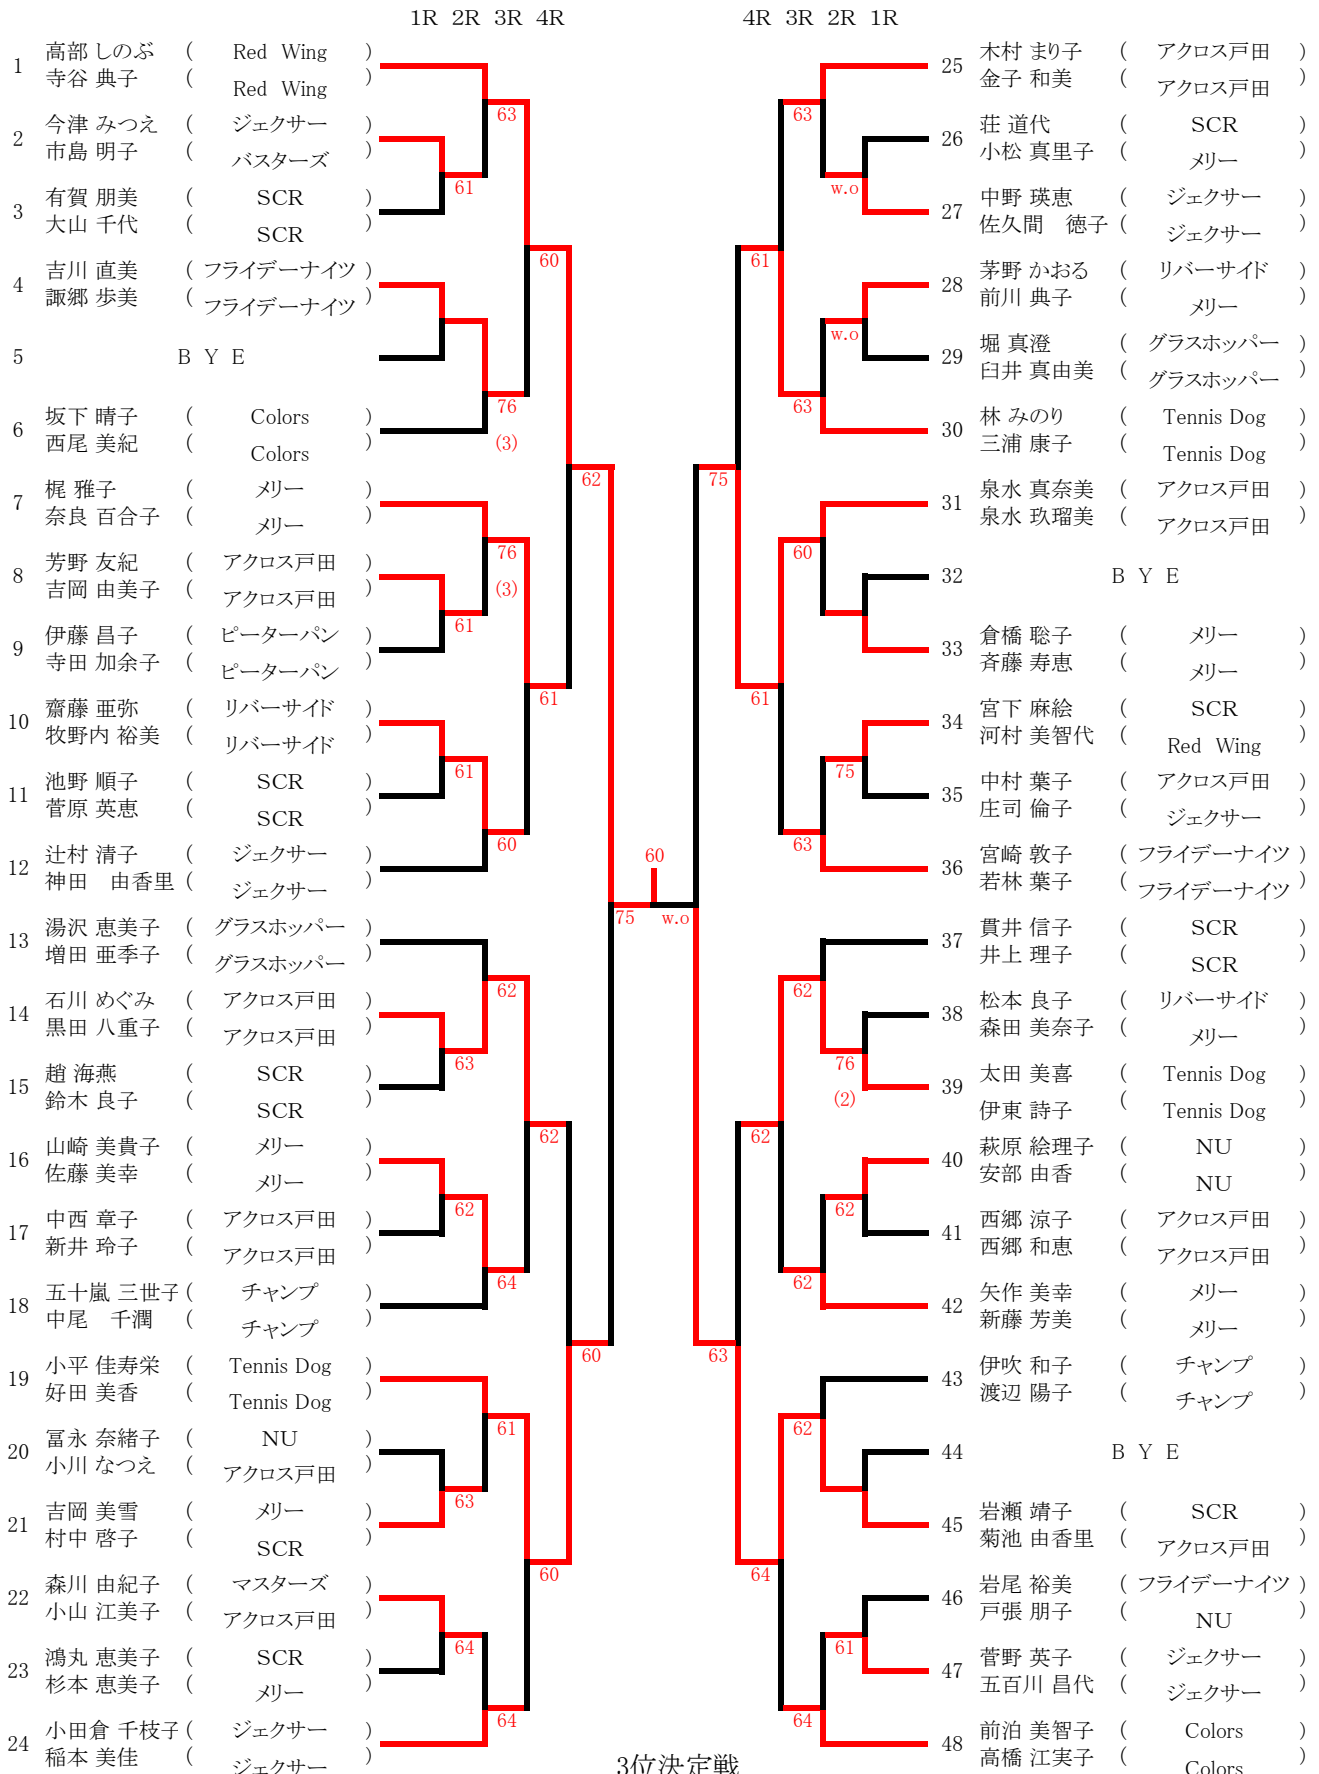 1R 2R 3R 4R
4R 3R 2R 1R
1 高部 しのぶ ( Red Wing )
寺谷 典子 ( Red Wing )
2 今津 みつえ ( ジェクサー )
市島 明子 ( バスターズ )
3 有賀 朋美 ( SCR )
大山 千代 ( SCR )
4 吉川 直美 ( フライデーナイツ )
諏郷 歩美 ( フライデーナイツ )
5 B Y E
6 坂下 晴子 ( Colors )
西尾 美紀 ( Colors )
7 梶 雅子 ( メリー )
奈良 百合子 ( メリー )
8 芳野 友紀 ( アクロス戸田 )
吉岡 由美子 ( アクロス戸田 )
9 伊藤 昌子 ( ピーターパン )
寺田 加余子 ( ピーターパン )
10 齋藤 亜弥 ( リバーサイド )
牧野内 裕美 ( リバーサイド )
11 池野 順子 ( SCR )
菅原 英恵 ( SCR )
12 辻村 清子 ( ジェクサー )
神田 由香里 ( ジェクサー )
13 湯沢 恵美子 ( グラスホッパー )
増田 亜季子 ( グラスホッパー )
14 石川 めぐみ ( アクロス戸田 )
黒田 八重子 ( アクロス戸田 )
15 趙 海燕 ( SCR )
鈴木 良子 ( SCR )
16 山崎 美貴子 ( メリー )
佐藤 美幸 ( メリー )
17 中西 章子 ( アクロス戸田 )
新井 玲子 ( アクロス戸田 )
18 五十嵐 三世子 ( チャンプ )
中尾 千潤 ( チャンプ )
19 小平 佳寿栄 ( Tennis Dog )
好田 美香 ( Tennis Dog )
20 冨永 奈緒子 ( NU )
小川 なつえ ( アクロス戸田 )
21 吉岡 美雪 ( メリー )
村中 啓子 ( SCR )
22 森川 由紀子 ( マスターズ )
小山 江美子 ( アクロス戸田 )
23 鴻丸 恵美子 ( SCR )
杉本 恵美子 ( メリー )
24 小田倉 千枝子 ( ジェクサー )
稲本 美佳 ( ジェクサー )
63
61
60
76
(3)
62
76
(3)
61
61
61
60
60
75 w.o
62
63
62
62
64
60
61
63
60
64
64
25 木村 まり子 ( アクロス戸田 )
金子 和美 ( アクロス戸田 )
26 荘 道代 ( SCR )
小松 真里子 ( メリー )
27 中野 瑛恵 ( ジェクサー )
佐久間 徳子 ( ジェクサー )
28 茅野 かおる ( リバーサイド )
前川 典子 ( メリー )
29 堀 真澄 ( グラスホッパー )
臼井 真由美 ( グラスホッパー )
30 林 みのり ( Tennis Dog )
三浦 康子 ( Tennis Dog )
31 泉水 真奈美 ( アクロス戸田 )
泉水 玖瑠美 ( アクロス戸田 )
32 B Y E
33 倉橋 聡子 ( メリー )
斉藤 寿恵 ( メリー )
34 宮下 麻絵 ( SCR )
河村 美智代 ( Red Wing )
35 中村 葉子 ( アクロス戸田 )
庄司 倫子 ( ジェクサー )
36 宮崎 敦子 ( フライデーナイツ )
若林 葉子 ( フライデーナイツ )
37 貫井 信子 ( SCR )
井上 理子 ( SCR )
38 松本 良子 ( リバーサイド )
森田 美奈子 ( メリー )
39 太田 美喜 ( Tennis Dog )
伊東 詩子 ( Tennis Dog )
40 萩原 絵理子 ( NU )
安部 由香 ( NU )
41 西郷 涼子 ( アクロス戸田 )
西郷 和恵 ( アクロス戸田 )
42 矢作 美幸 ( メリー )
新藤 芳美 ( メリー )
43 伊吹 和子 ( チャンプ )
渡辺 陽子 ( チャンプ )
44 B Y E
45 岩瀬 靖子 ( SCR )
菊池 由香里 ( アクロス戸田 )
46 岩尾 裕美 ( フライデーナイツ )
戸張 朋子 ( NU )
47 菅野 英子 ( ジェクサー )
五百川 昌代 ( ジェクサー )
48 前泊 美智子 ( Colors )
高橋 江実子 ( Colors
63
w.o
61
w.o
63
75
60
61
75
63
62
76
(2)
62
62
62
63
62
64
61
64
3位決定戦